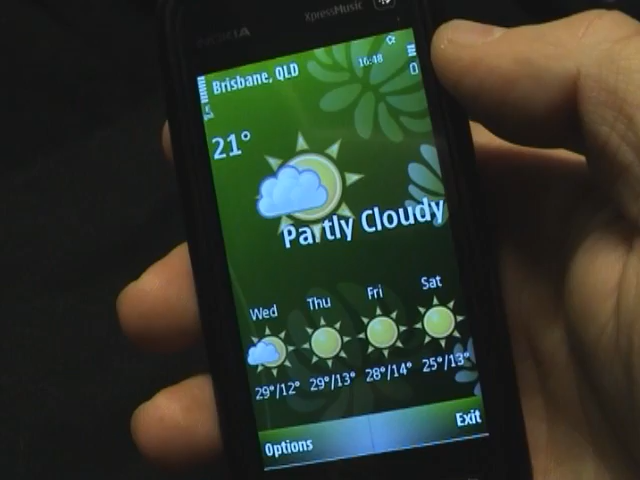 XpressMusic
NOKIA
Brisbane, QLD
16:48
21°
Partly Cloudy
Wed Thu Fri Sat
29°/12° 29°/13° 28°/14° 25°/13°
Options Exit